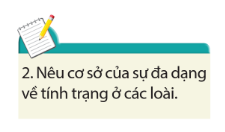 2. Nêu cơ sở của sự đa dạng
về tính trạng ở các loài.